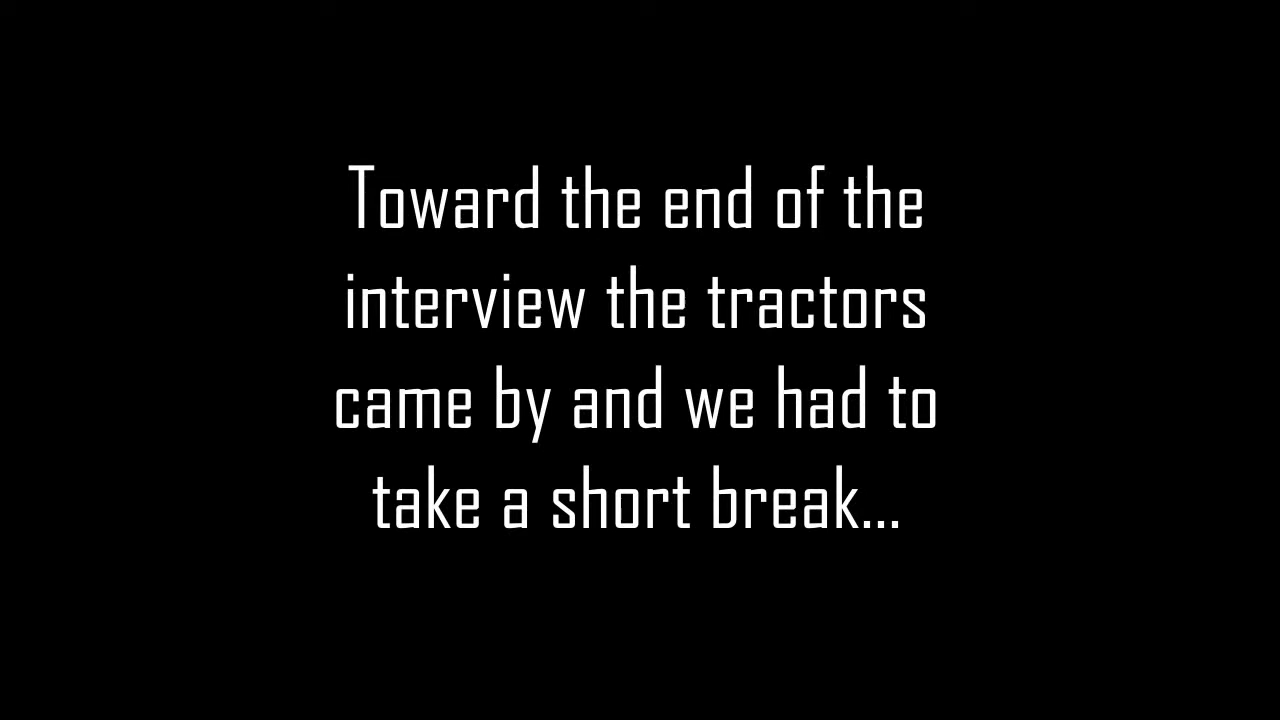 Toward the end of the
interview the tractors
came by and we had to
take a short break...